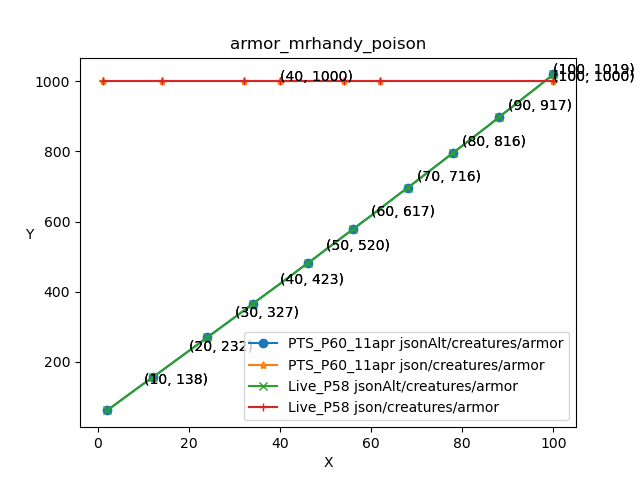 armor_mrhandy_poison
(100, 1019)
(100, 1000)
(40, 1000)
1000
(90, 917)
(80, 816)
800
(70, 716)
(60, 617)
600
Y
(50, 520)
(40, 423)
400
(30, 327)
(20, 232)
200
(10, 138)
PTS_P60_11apr jsonAlt/creatures/armor
PTS_P60_11apr json/creatures/armor
Live_P58 jsonAlt/creatures/armor
Live_P58 json/creatures/armor
0 20 40 60 80 100
X